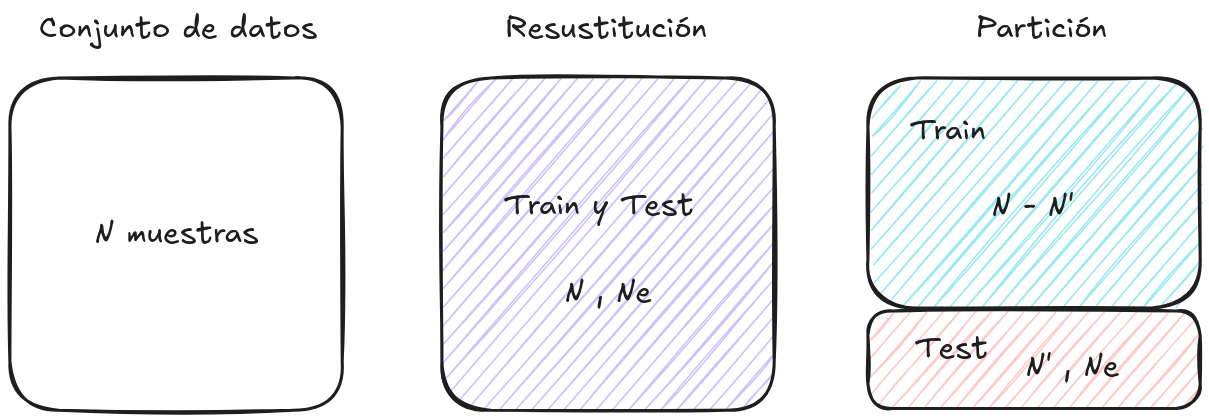 Conjunto de datos
N muestras
Resustitución
Train y Test
N , Ne
Partición
Train
N - N'
Test
N' , Ne